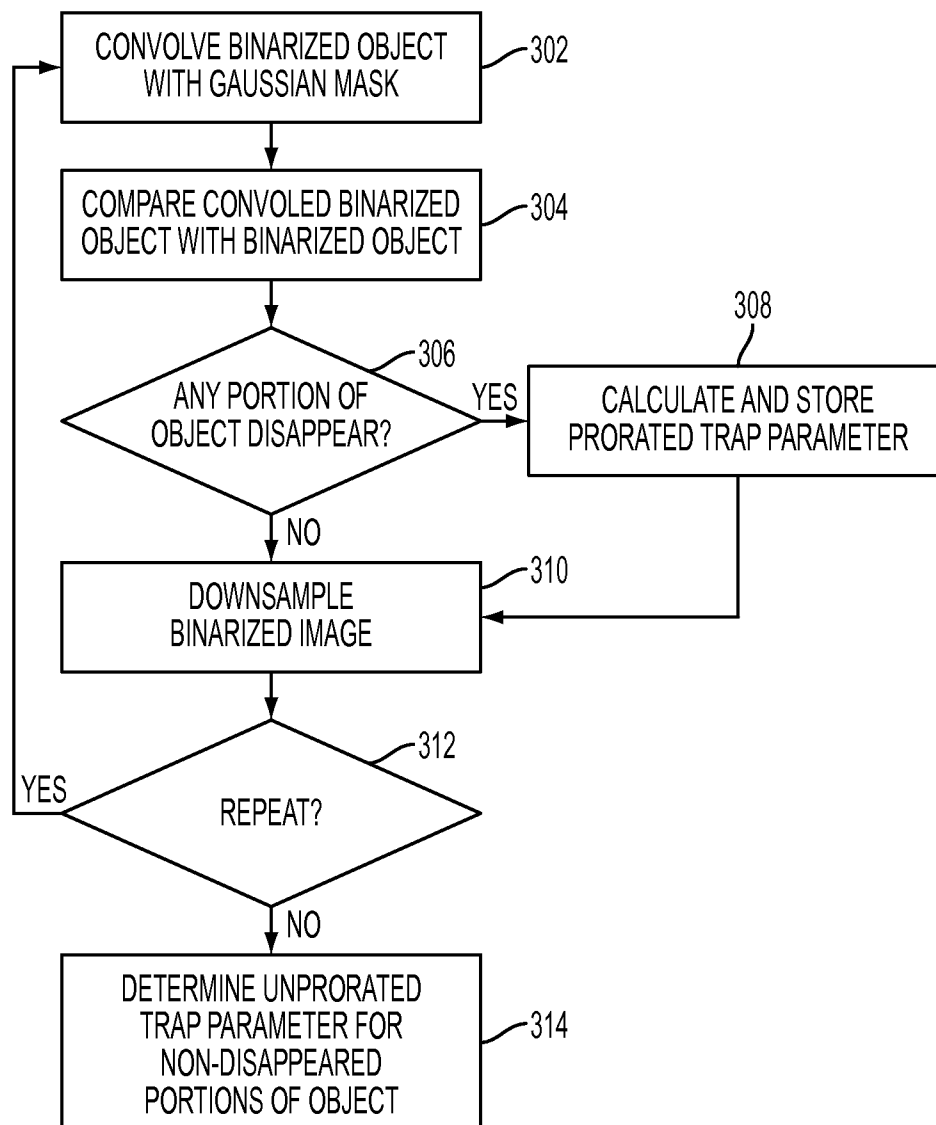 CONVOLVE BINARIZED OBJECT
WITH GAUSSIAN MASK
302
COMPARE CONVOLED BINARIZED
OBJECT WITH BINARIZED OBJECT
304
306
ANY PORTION OF
OBJECT DISAPPEAR?
YES
308
CALCULATE AND STORE
PRORATED TRAP PARAMETER
NO
310
DOWNSAMPLE
BINARIZED IMAGE
312
YES
REPEAT?
NO
DETERMINE UNPRORATED
TRAP PARAMETER FOR
NON-DISAPPEARED
PORTIONS OF OBJECT
314